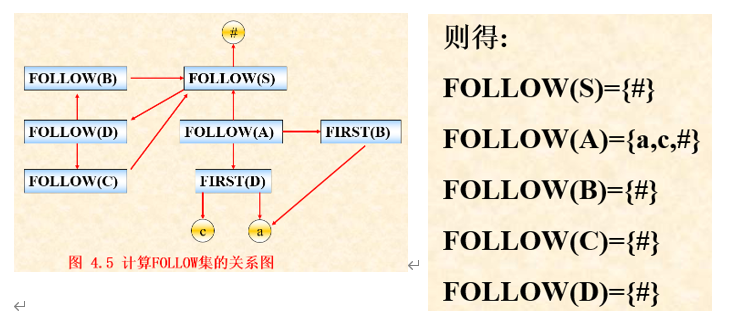 #
FOLLOW(B)
FOLLOW(S)
FOLLOW(D)
FOLLOW(A)
FIRST(B)
FOLLOW(C)
FIRST(D)
c
a
图 4.5 计算FOLLOW集的关系图
则得:
FOLLOW(S)={#}
FOLLOW(A)={a,c,#}
FOLLOW(B)={#}
FOLLOW(C)={#}
FOLLOW(D)={#}